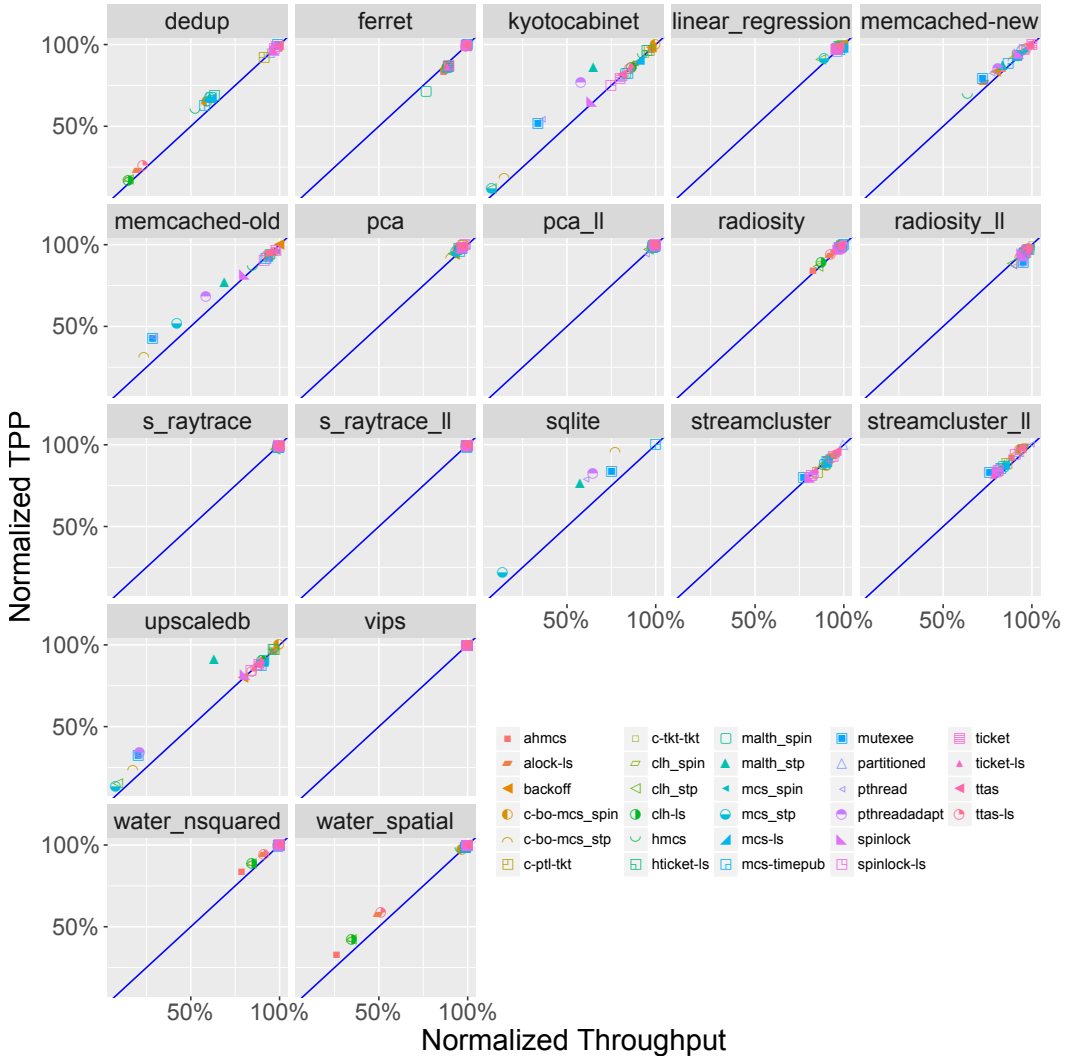 dedup ferret kyotocabinet linear_regression memcached-new
100%
50%
memcached-old pca pca_ll radiosity radiosity_ll
100%
50%
s_raytrace s_raytrace_ll sqlite streamcluster streamcluster_ll
100%
50%
50% 100% 50% 100% 50% 100%
upscaledb vips
100%
50%
water_nsquared water_spatial
100%
50%
50% 100% 50% 100%
Normalized TPP
Normalized Throughput
ahmcs c-tkt-tkt malth_spin mutexee ticket
alock-ls clh_spin malth_stp partitioned ticket-ls
backoff clh_stp mcs_spin pthread ttas
c-bo-mcs_spin clh-ls mcs_stp pthreadadapt ttas-ls
c-bo-mcs_stp hmcs mcs-ls spinlock
c-ptl-tkt hticket-ls mcs-timepub spinlock-ls